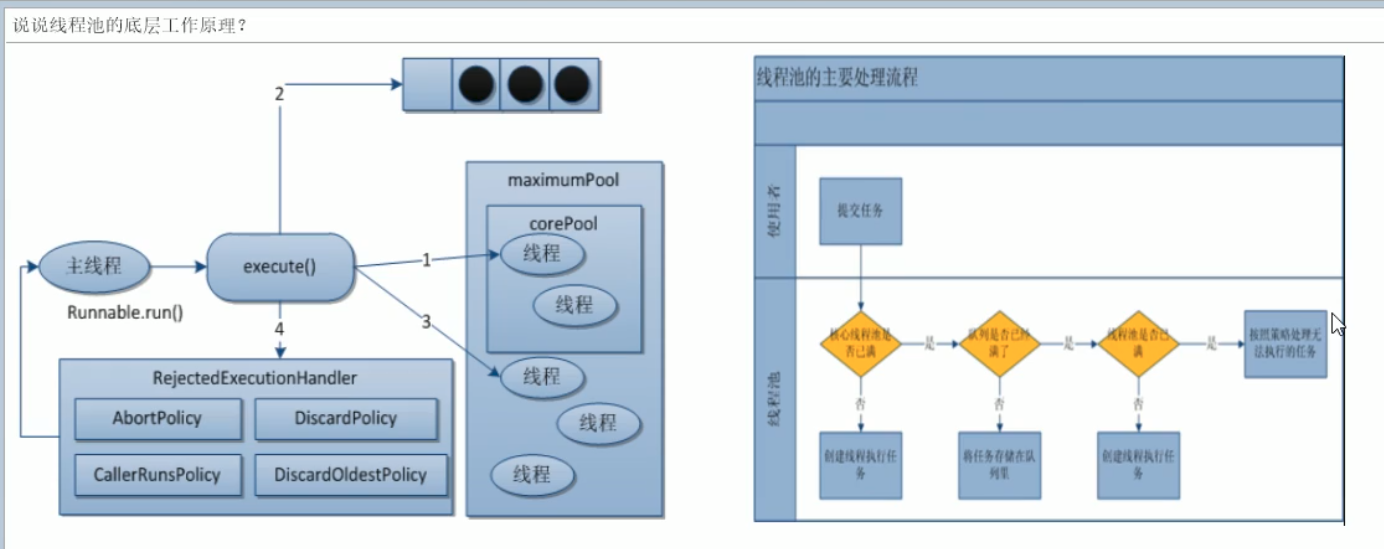 说说线程池的底层工作原理？
2
maximumPool
corePool
线程
线程
主线程
execute()
1
3
Runnable.run()
4
线程
线程
线程
RejectedExecutionHandler
AbortPolicy
DiscardPolicy
CallerRunsPolicy
DiscardOldestPolicy
线程池的主要处理流程
使用者
提交任务
线程池
核心线程池是
否已满
是
队列是否已经
满了
是
线程池是否已
满
是
按照策略处理无
法执行的任务
否
否
否
创建线程执行任
务
将任务存储在队
列里
创建线程执行任
务